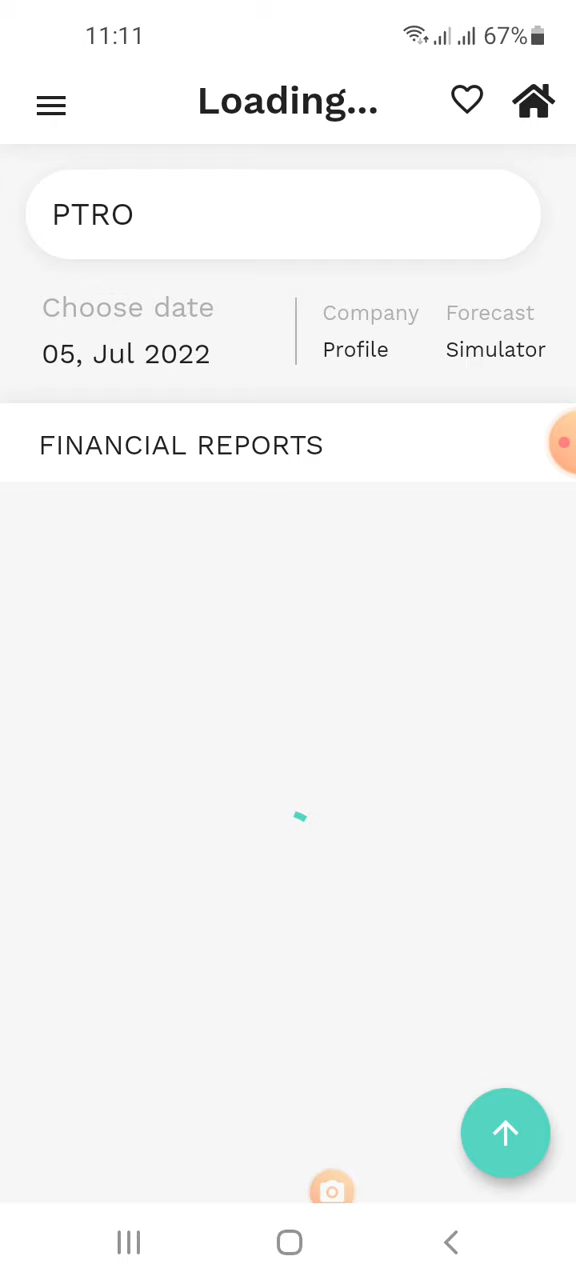 11:11 67%
Loading...
PTRO
Choose date
05, Jul 2022
Company Forecast
Profile Simulator
FINANCIAL REPORTS